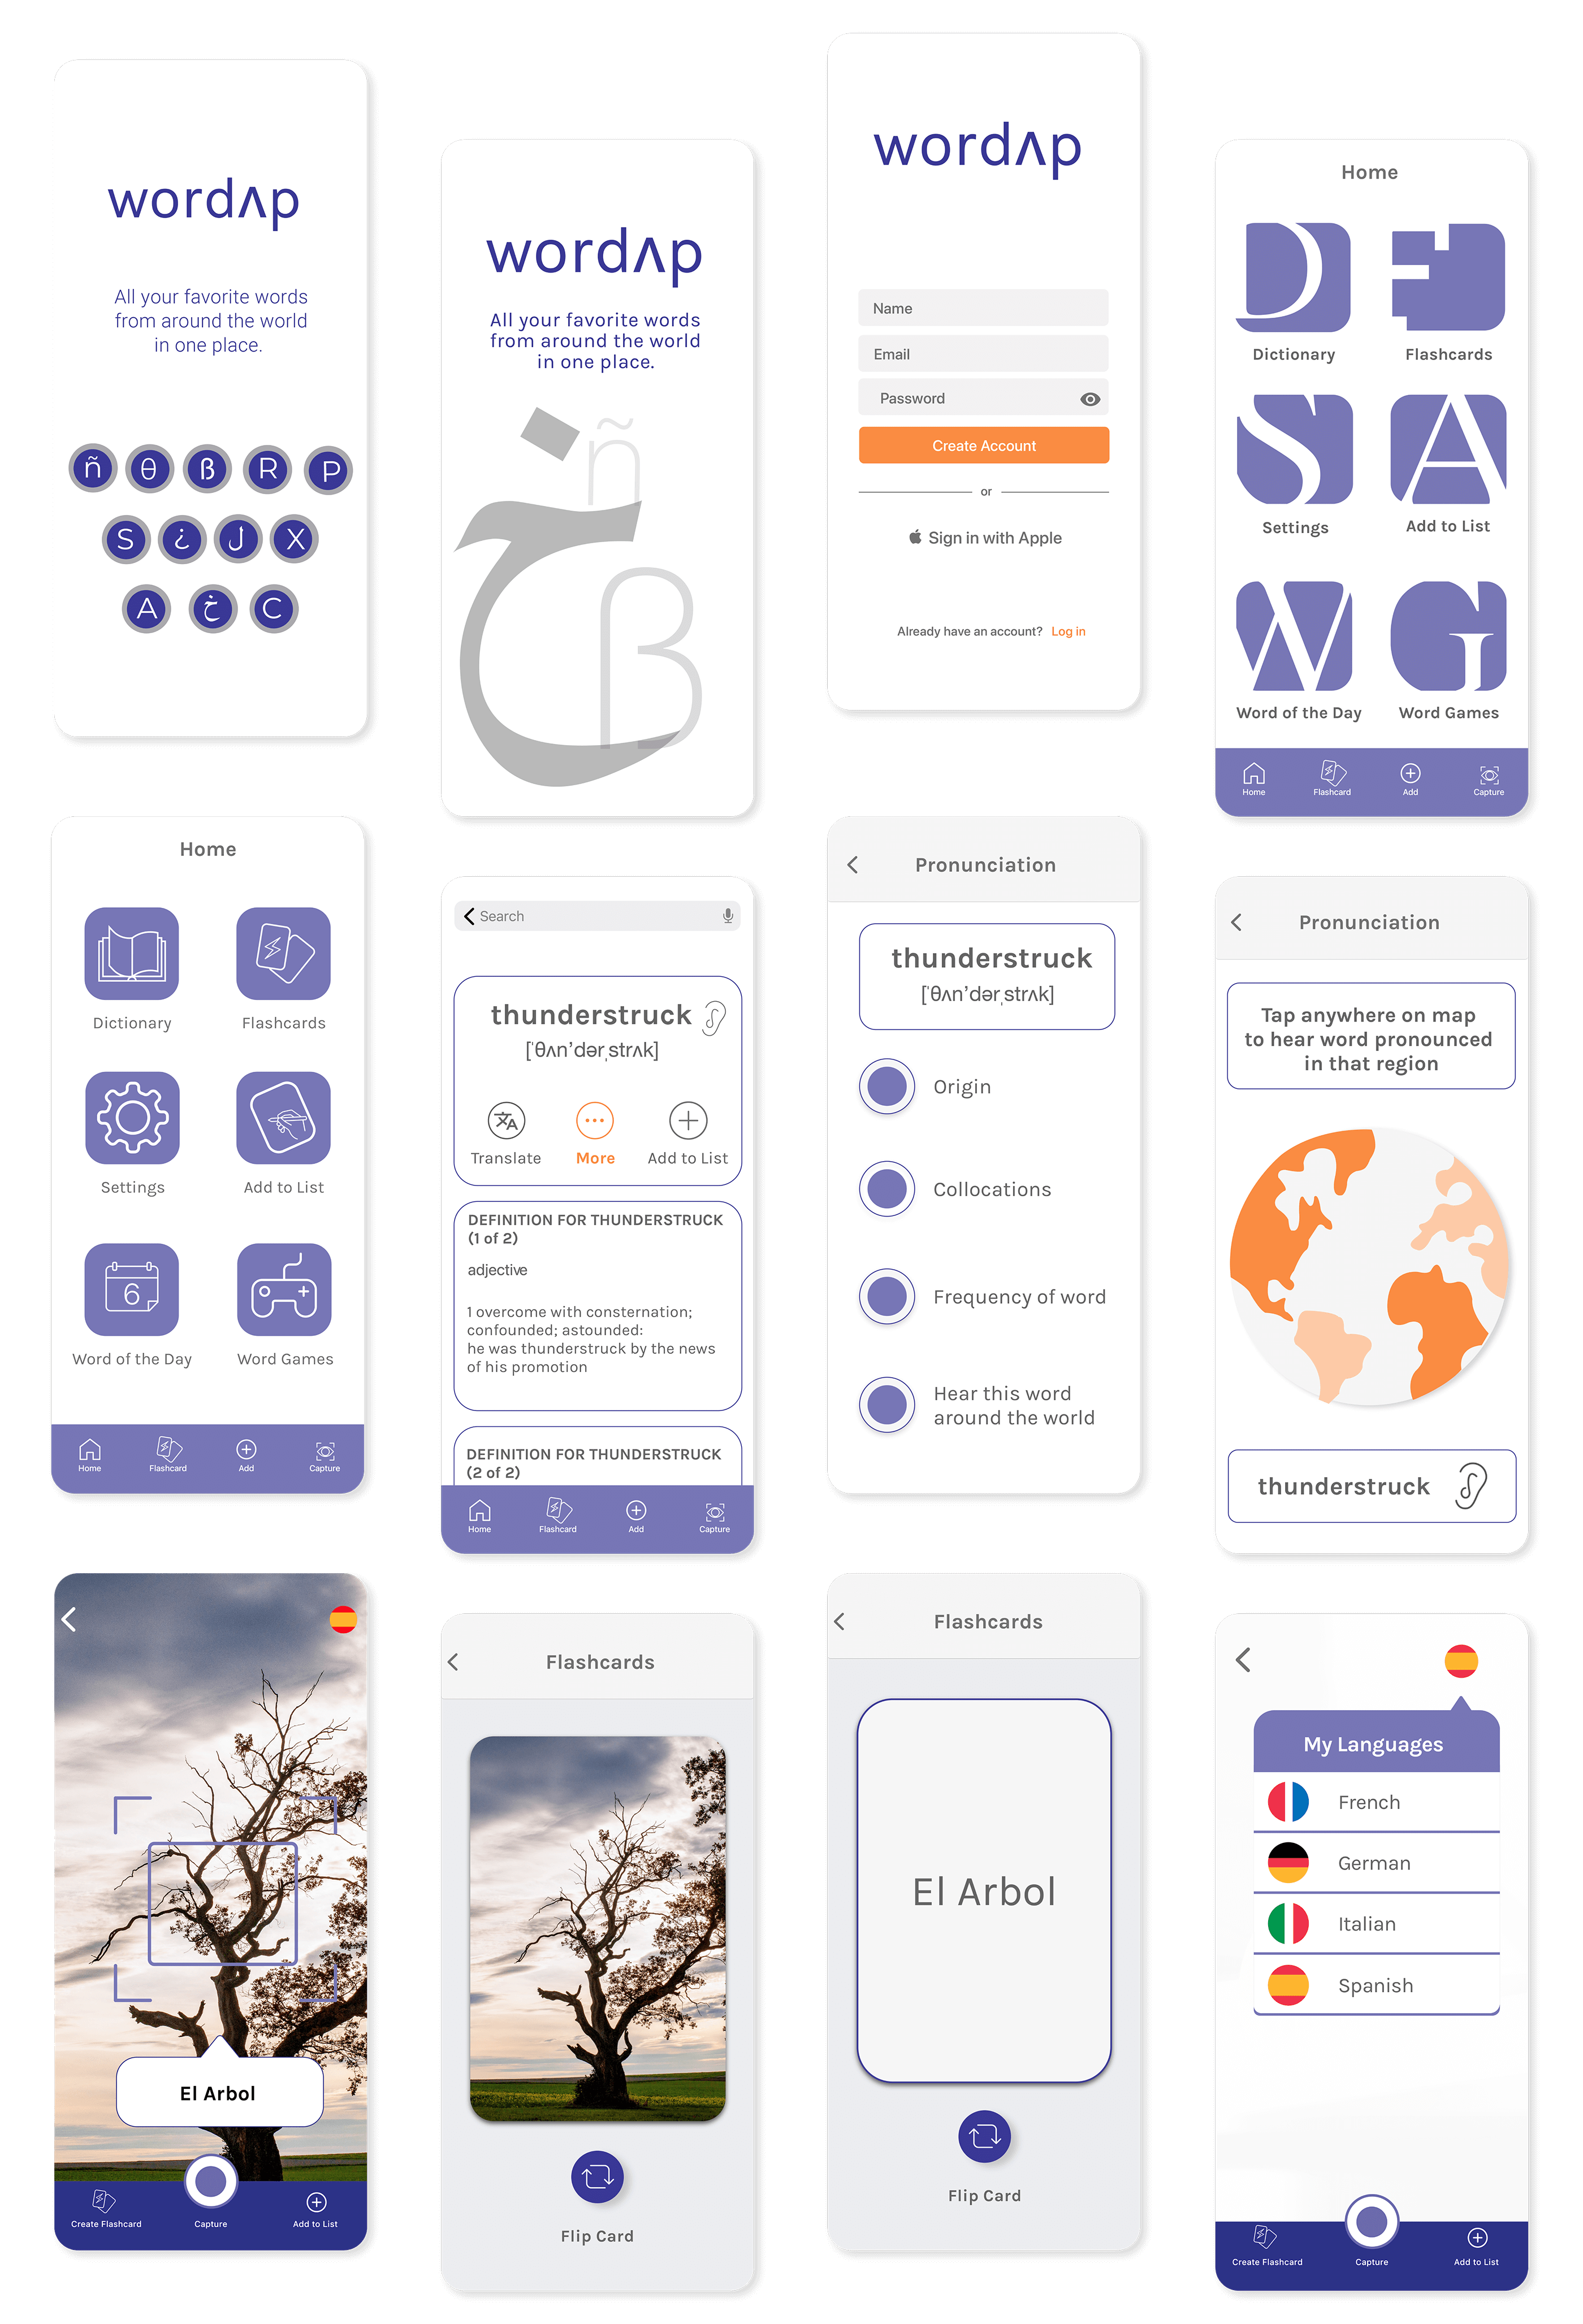 wordʌp
All your favorite words
from around the world
in one place.
ñ θ ß R P
S ¿ J X
A خ C
wordʌp
All your favorite words
from around the world
in one place.
خ ñ ß
wordʌp
Name
Email
Password
Create Account
or
Sign in with Apple
Already have an account? Log in
Home
D F
Dictionary Flashcards
S A
Settings Add to List
W G
Word of the Day Word Games
Home Flashcard Add Capture
Home
Dictionary Flashcards
Settings Add to List
6
Word of the Day Word Games
Home Flashcard Add Capture
Search
thunderstruck
[ˈθʌn’dərˌstrʌk]
Translate More Add to List
DEFINITION FOR THUNDERSTRUCK
(1 of 2)
adjective
1 overcome with consternation;
confounded; astounded:
he was thunderstruck by the news
of his promotion
DEFINITION FOR THUNDERSTRUCK
(2 of 2)
Home Flashcard Add Capture
Pronunciation
thunderstruck
[ˈθʌn’dərˌstrʌk]
Origin
Collocations
Frequency of word
Hear this word
around the world
Pronunciation
Tap anywhere on map
to hear word pronounced
in that region
thunderstruck
El Arbol
Create Flashcard Capture Add to List
Flashcards
Flip Card
Flashcards
El Arbol
Flip Card
My Languages
French
German
Italian
Spanish
Create Flashcard Capture Add to List